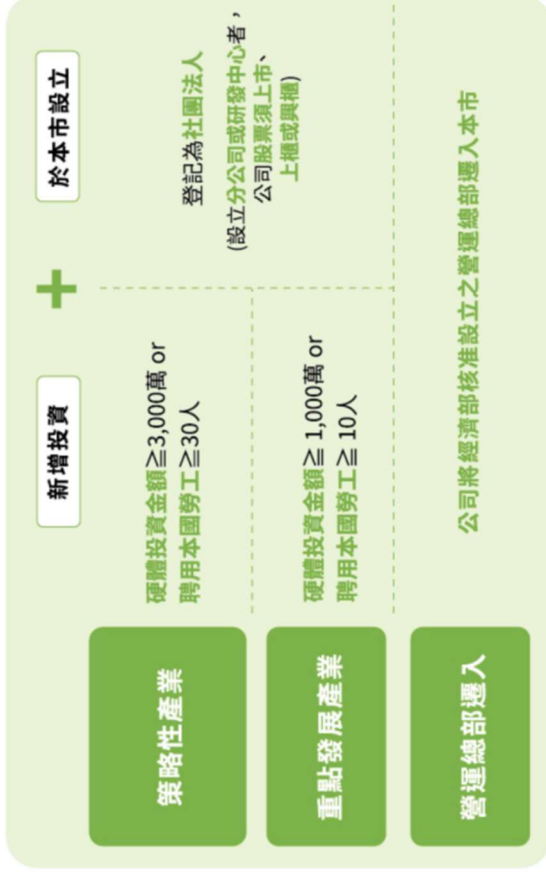 新增投資
+
於本市設立
策略性產業
硬體投資金額≧3,000萬 or
聘用本國勞工≧30人
登記為社團法人
(設立分公司或研發中心者，
公司股票須上市、
上櫃或興櫃)
重點發展產業
硬體投資金額≧ 1,000萬 or
聘用本國勞工≧ 10人
營運總部遷入
公司將經濟部核准設立之營運總部遷入本市